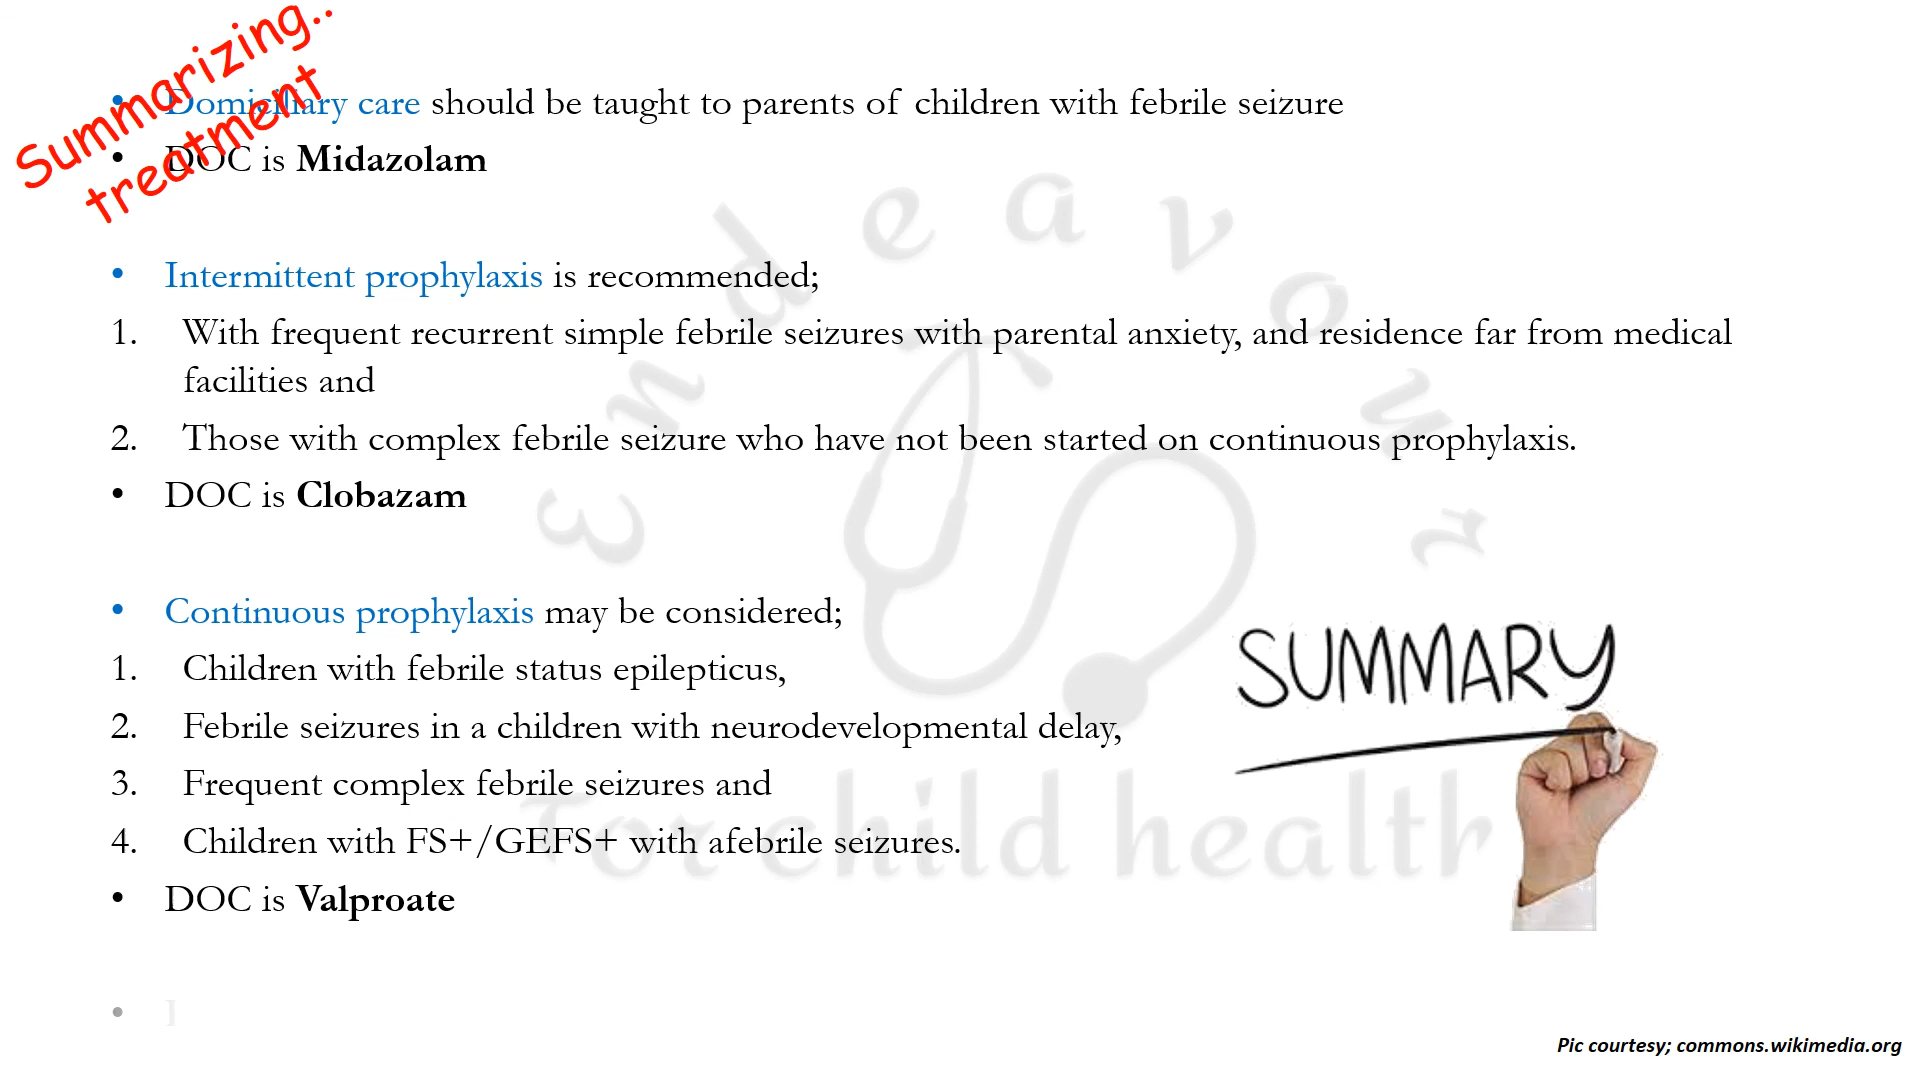 Summarizing..
treatment
• Domiciliary care should be taught to parents of children with febrile seizure
• DOC is Midazolam
• Intermittent prophylaxis is recommended;
1. With frequent recurrent simple febrile seizures with parental anxiety, and residence far from medical
facilities and
2. Those with complex febrile seizure who have not been started on continuous prophylaxis.
• DOC is Clobazam
• Continuous prophylaxis may be considered;
1. Children with febrile status epilepticus,
2. Febrile seizures in a children with neurodevelopmental delay,
3. Frequent complex febrile seizures and
4. Children with FS+/GEFS+ with afebrile seizures.
• DOC is Valproate
SUMMARY
Endeavour
For child health
Pic courtesy; commons.wikimedia.org